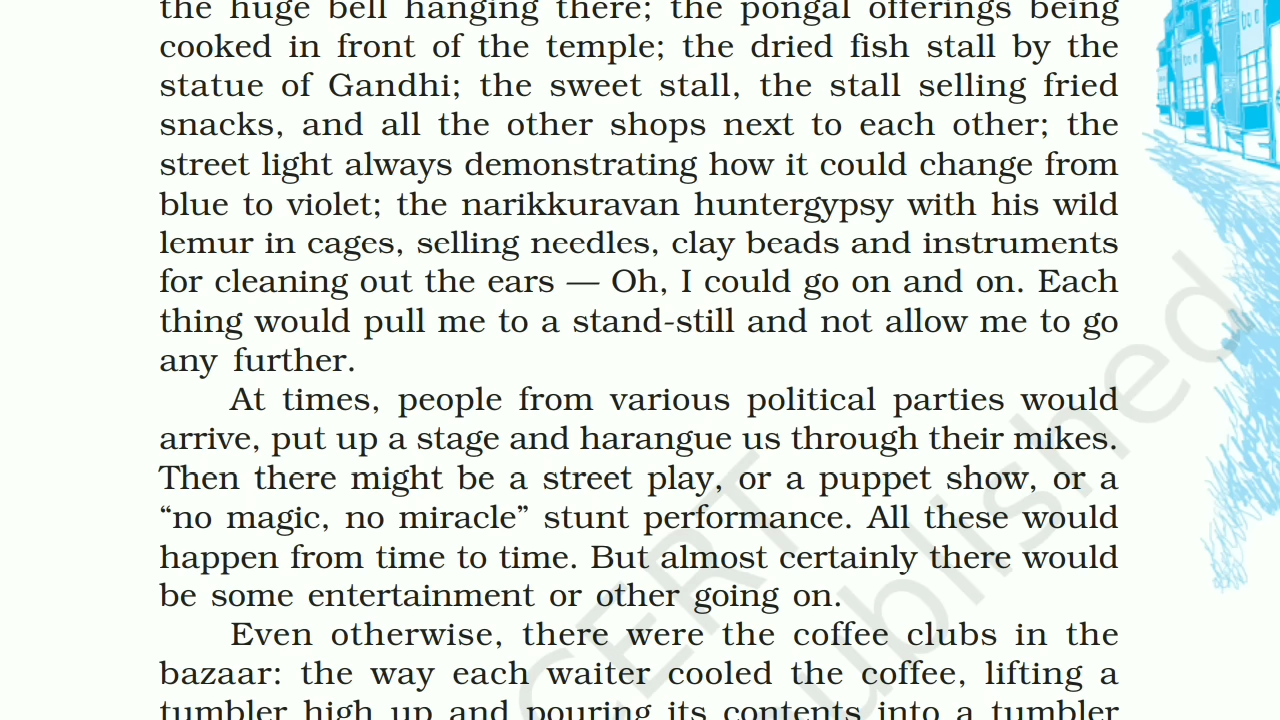 the huge bell hanging there; the pongal offerings being
cooked in front of the temple; the dried fish stall by the
statue of Gandhi; the sweet stall, the stall selling fried
snacks, and all the other shops next to each other; the
street light always demonstrating how it could change from
blue to violet; the narikkuravan huntergypsy with his wild
lemur in cages, selling needles, clay beads and instruments
for cleaning out the ears — Oh, I could go on and on. Each
thing would pull me to a stand-still and not allow me to go
any further.
At times, people from various political parties would
arrive, put up a stage and harangue us through their mikes.
Then there might be a street play, or a puppet show, or a
“no magic, no miracle” stunt performance. All these would
happen from time to time. But almost certainly there would
be some entertainment or other going on.
Even otherwise, there were the coffee clubs in the
bazaar: the way each waiter cooled the coffee, lifting a
tumbler high up and pouring its contents into a tumbler
CERT
ublished